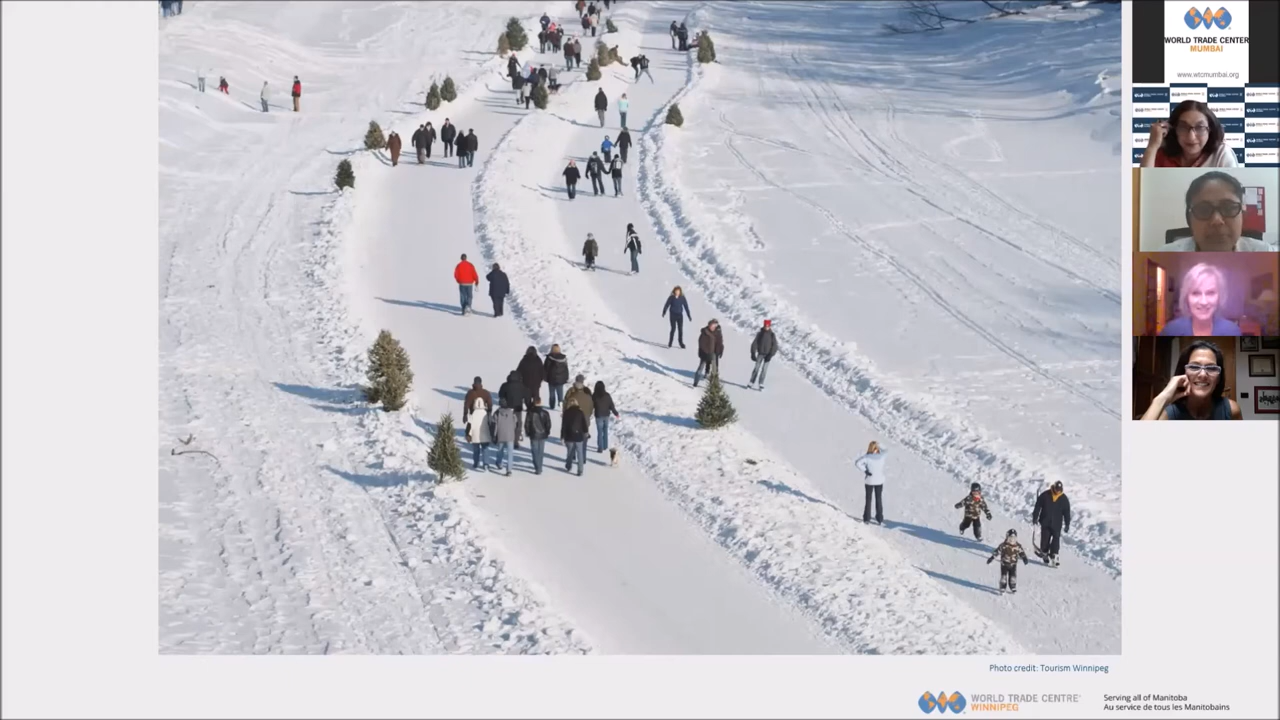 WORLD TRADE CENTER
MUMBAI
www.wtcmumbai.org
Photo credit: Tourism Winnipeg
WORLD TRADE CENTRE
WINNIPEG
Serving all of Manitoba
Au service de tous les Manitobains